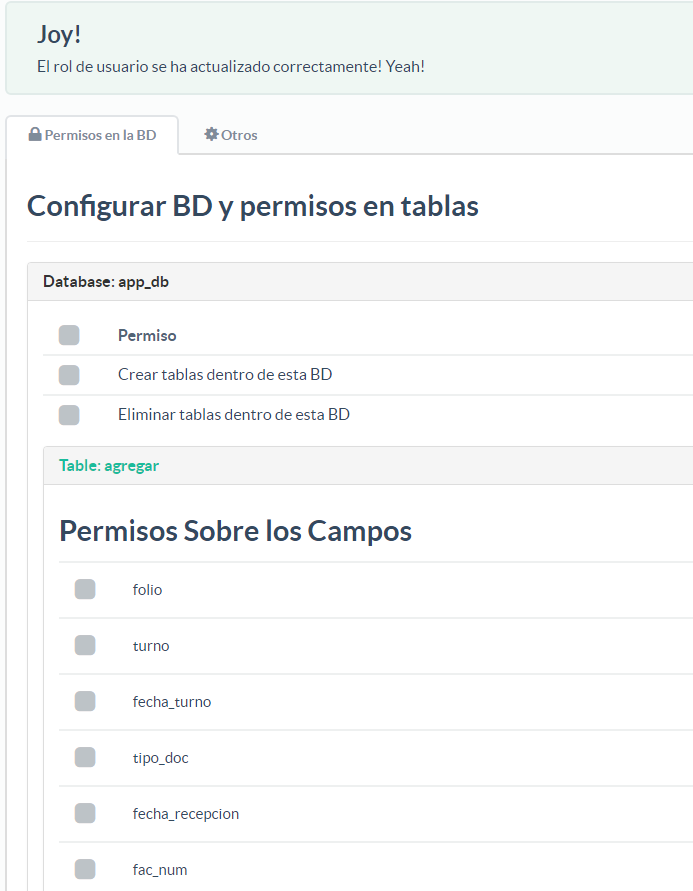 Joy!
El rol de usuario se ha actualizado correctamente! Yeah!
Permisos en la BD
Otros
Configurar BD y permisos en tablas
Database: app_db
Permiso
Crear tablas dentro de esta BD
Eliminar tablas dentro de esta BD
Table: agregar
Permisos Sobre los Campos
folio
turno
fecha_turno
tipo_doc
fecha_recepcion
fac_num